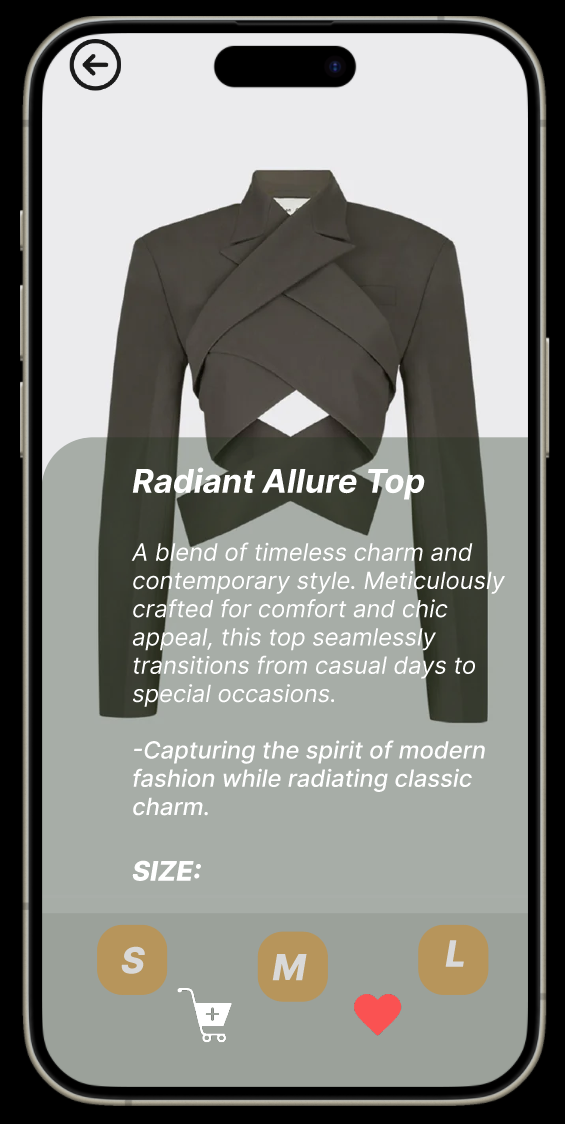 Radiant Allure Top
A blend of timeless charm and
contemporary style. Meticulously
crafted for comfort and chic
appeal, this top seamlessly
transitions from casual days to
special occasions.
-Capturing the spirit of modern
fashion while radiating classic
charm.
SIZE:
S
M
L